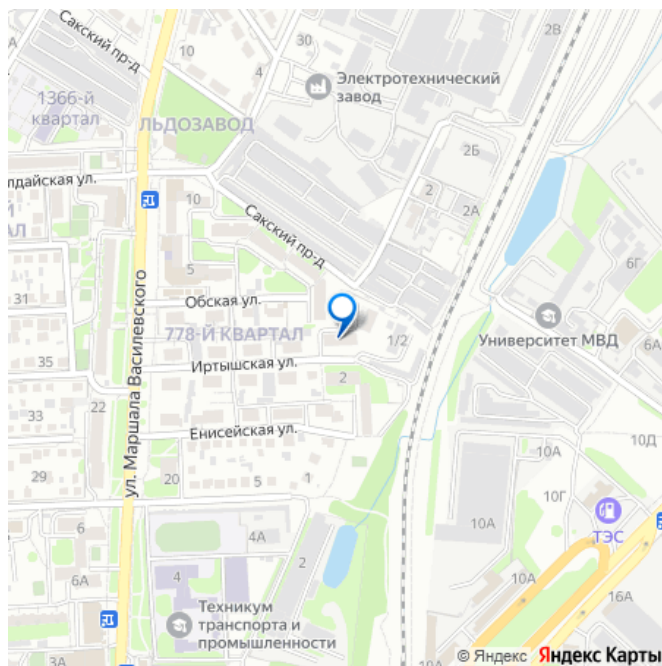 Сакский пр-д
10
4
30
2В
Электротехнический
завод
1366-й
квартал
ЛЬДОЗАВОД
2Б
лдайская ул.
2
2А
10
Сакский пр-д
Й
АЛ
6Г
5
31
Обская ул.
Университет МВД
778-Й КВАРТАЛ
1/2
6А
35
Иртышская ул.
2
33
22
ул. Маршала Василевского
Енисейская ул.
10Д
10А
29
20
5
1
10Г
10А
ТЭС
6
4А
2
6А
4
10А
16А
Техникум
транспорта и
промышленности
3А
4
© Яндекс Яндекс Карты